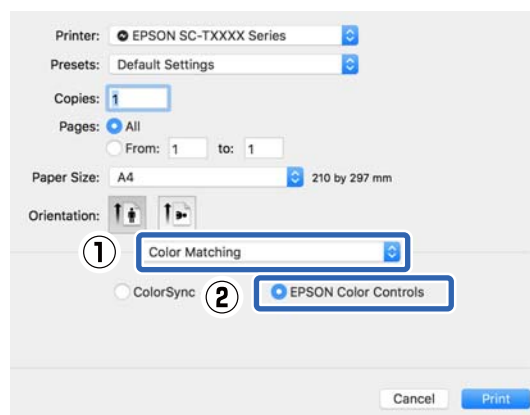 Printer: EPSON SC-TXXXX Series
Presets: Default Settings
Copies: 1
Pages: All
From: 1 to: 1
Paper Size: A4 210 by 297 mm
Orientation:
① Color Matching
ColorSync ② EPSON Color Controls
Cancel Print